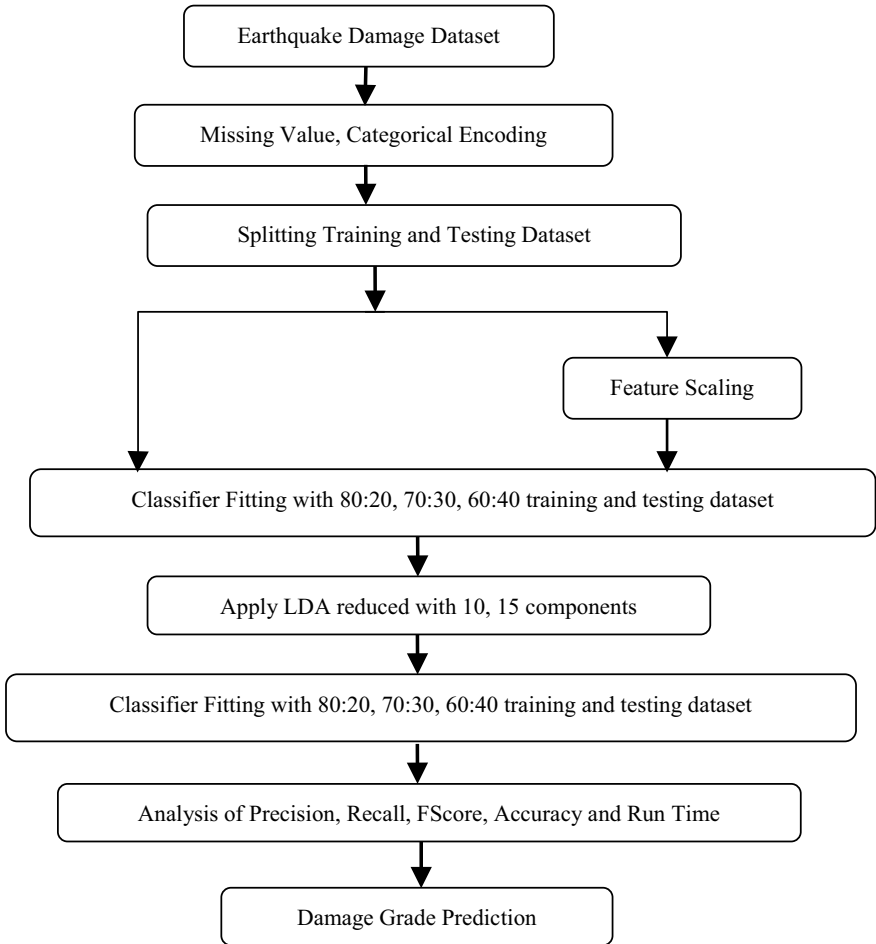 Earthquake Damage Dataset
Missing Value, Categorical Encoding
Splitting Training and Testing Dataset
Feature Scaling
Classifier Fitting with 80:20, 70:30, 60:40 training and testing dataset
Apply LDA reduced with 10, 15 components
Classifier Fitting with 80:20, 70:30, 60:40 training and testing dataset
Analysis of Precision, Recall, FScore, Accuracy and Run Time
Damage Grade Prediction